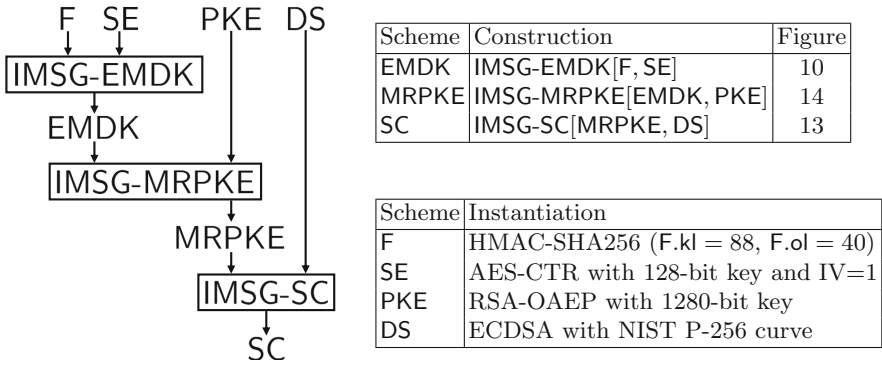 F SE PKE DS
IMSG-EMDK
EMDK
IMSG-MRPKE
MRPKE
IMSG-SC
SC
Scheme Construction Figure
EMDK IMSG-EMDK[F, SE] 10
MRPKE IMSG-MRPKE[EMDK, PKE] 14
SC IMSG-SC[MRPKE, DS] 13
Scheme Instantiation
F HMAC-SHA256 (F.kl = 88, F.ol = 40)
SE AES-CTR with 128-bit key and IV=1
PKE RSA-OAEP with 1280-bit key
DS ECDSA with NIST P-256 curve